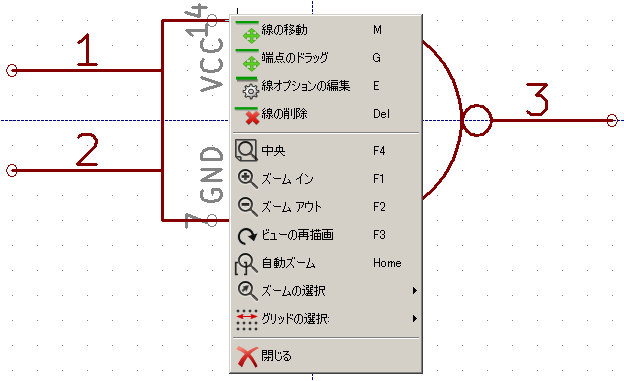 14
VCC
1
2
GND
7
3
線の移動 M
端点のドラッグ G
線オプションの編集 E
線の削除 Del
中央 F4
ズーム イン F1
ズーム アウト F2
ビューの再描画 F3
自動ズーム Home
ズームの選択
グリッドの選択:
閉じる